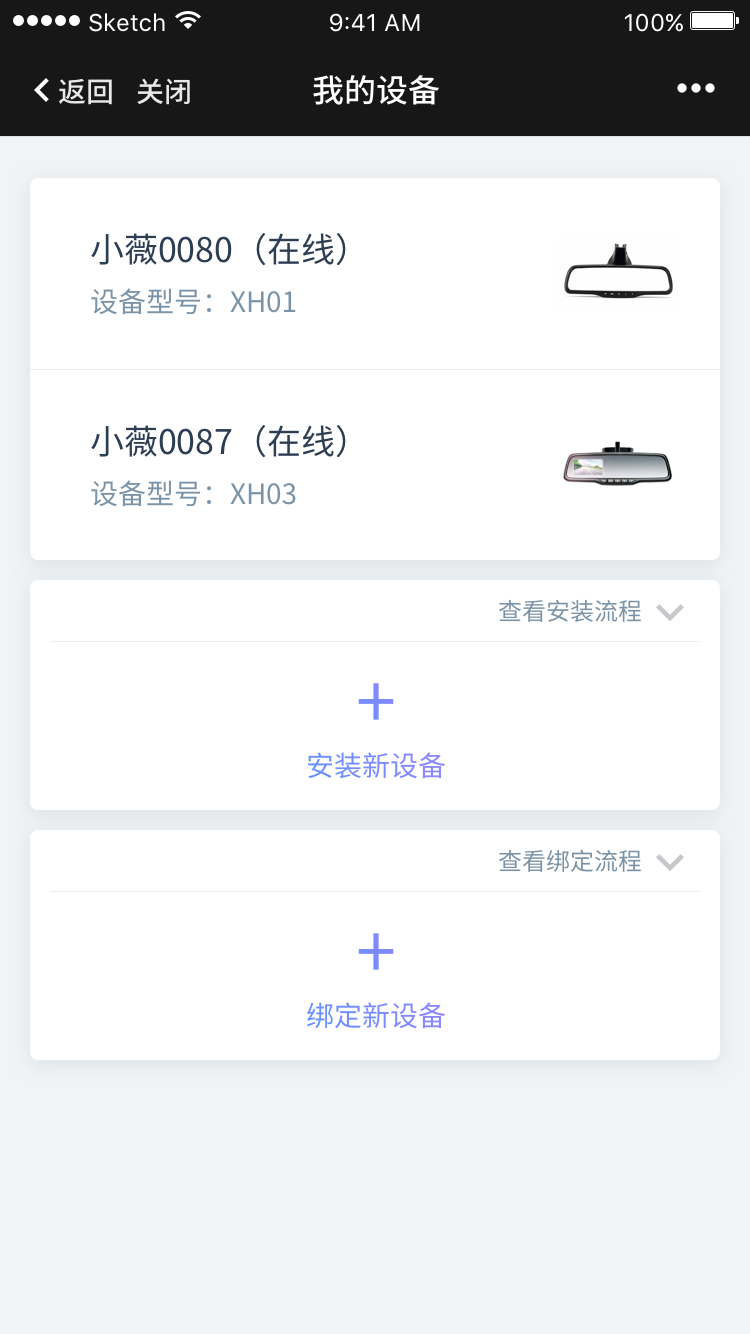 Sketch 9:41 AM 100%
返回 关闭 我的设备
小薇0080（在线）
设备型号：XH01
小薇0087（在线）
设备型号：XH03
查看安装流程
安装新设备
查看绑定流程
绑定新设备